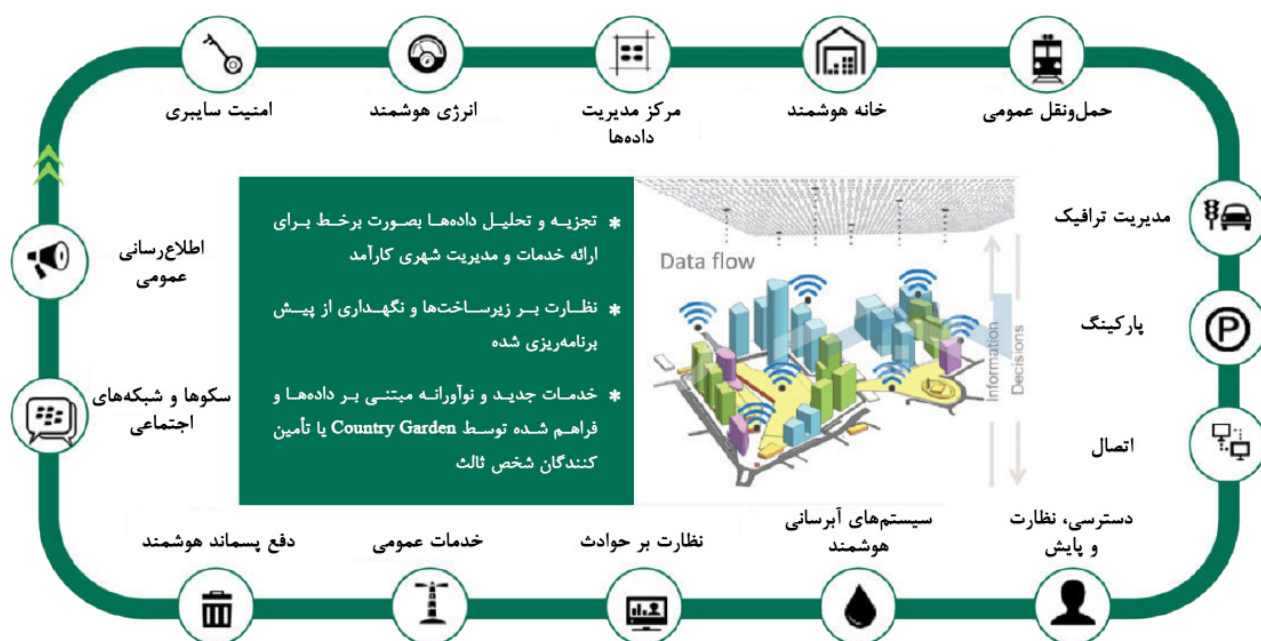 امنیت سایبری
انرژی هوشمند
مرکز مدیریت
داده‌ها
خانه هوشمند
حمل‌ونقل عمومی
مدیریت ترافیک
پارکینگ
اتصال
دسترسی، نظارت
و پایش
سیستم‌های آبرسانی
هوشمند
نظارت بر حوادث
خدمات عمومی
دفع پسماند هوشمند
سکوها و شبکه‌های
اجتماعی
اطلاع‌رسانی
عمومی
* تجزیه و تحلیل داده‌ها بصورت برخط برای
ارائه خدمات و مدیریت شهری کارآمد
* نظارت بر زیرساخت‌ها و نگهداری از پیش
برنامه‌ریزی شده
* خدمات جدید و نوآورانه مبتنی بر داده‌ها و
فراهم شده توسط Country Garden یا تأمین
کنندگان شخص ثالث
Data flow
Information
Decisions
P